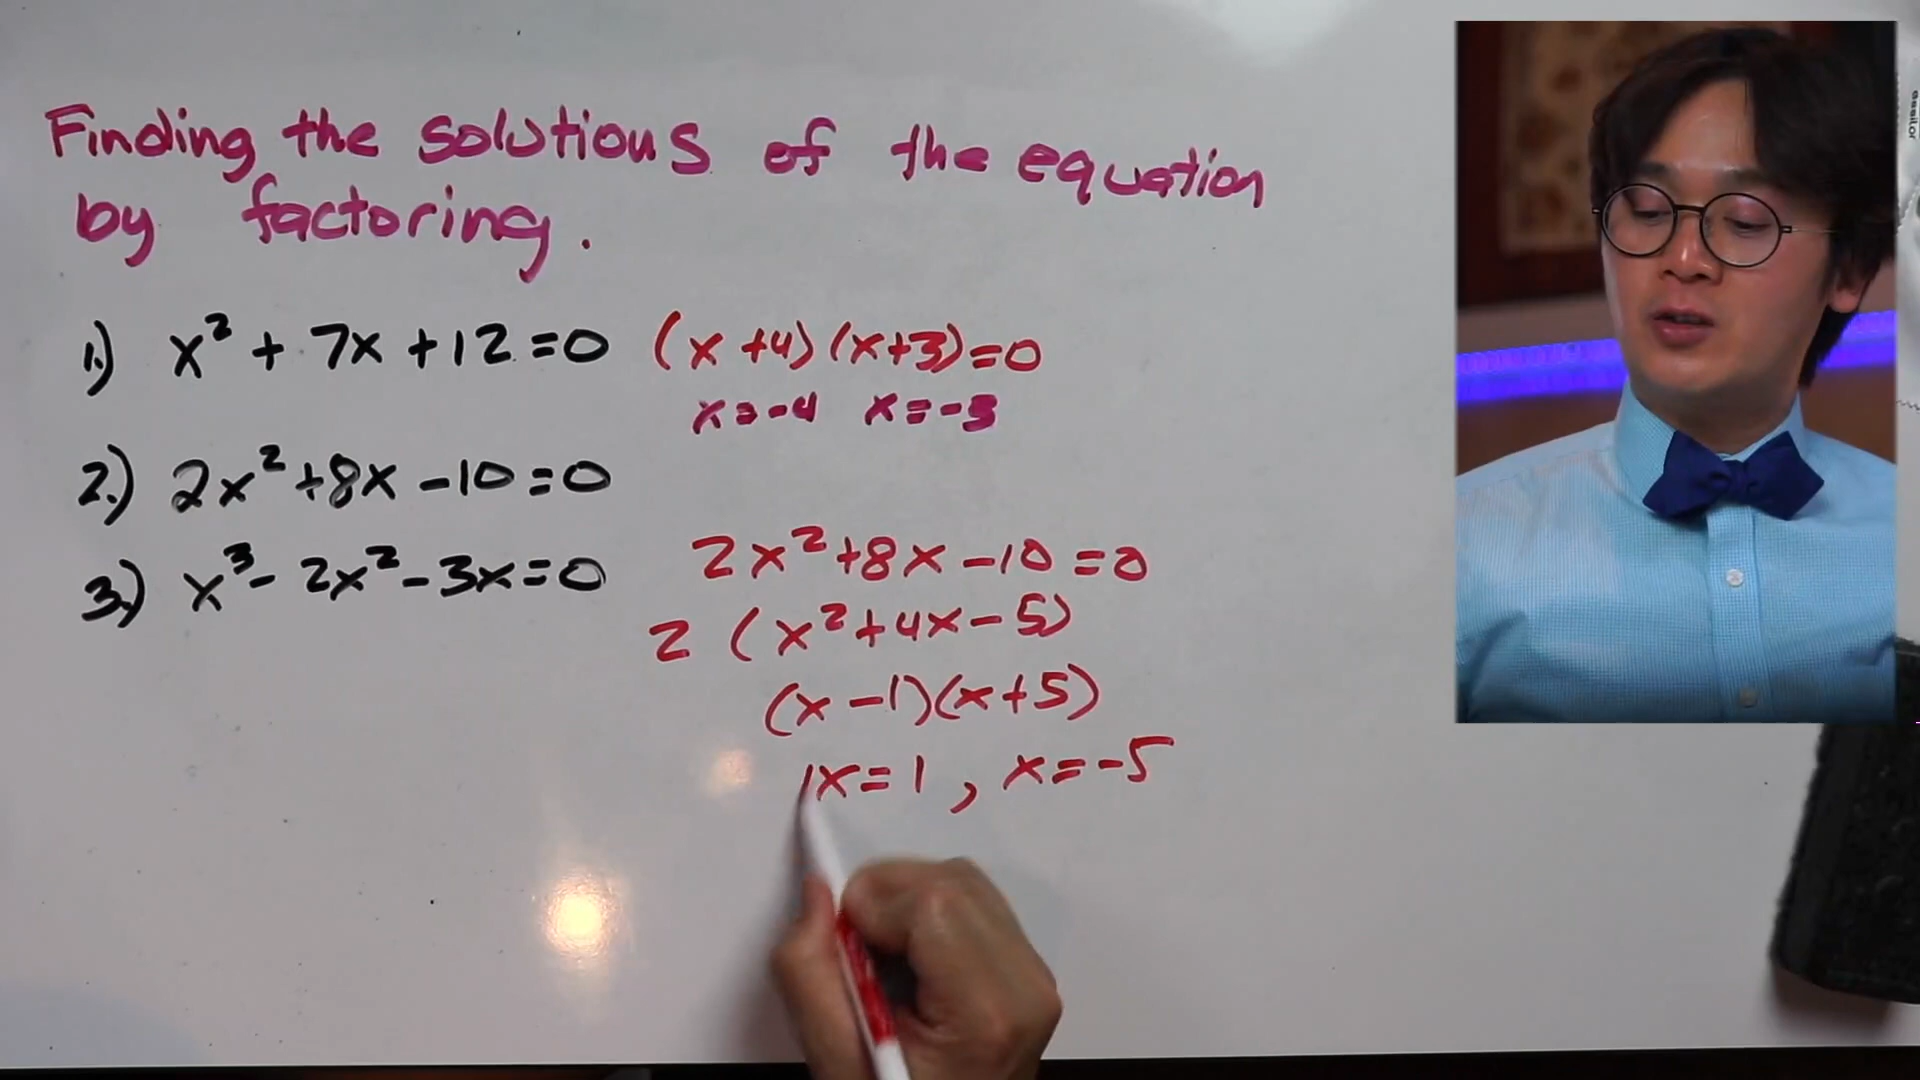 Finding the solutions of the equation
by factoring.
1.) x² + 7x + 12 = 0 (x + 4) (x + 3) = 0
x = -4 x = -3
2.) 2x² + 8x - 10 = 0
3.) x³ - 2x² - 3x = 0
2x² + 8x - 10 = 0
2 (x² + 4x - 5)
(x - 1)(x + 5)
x = 1 , x = -5
essilor